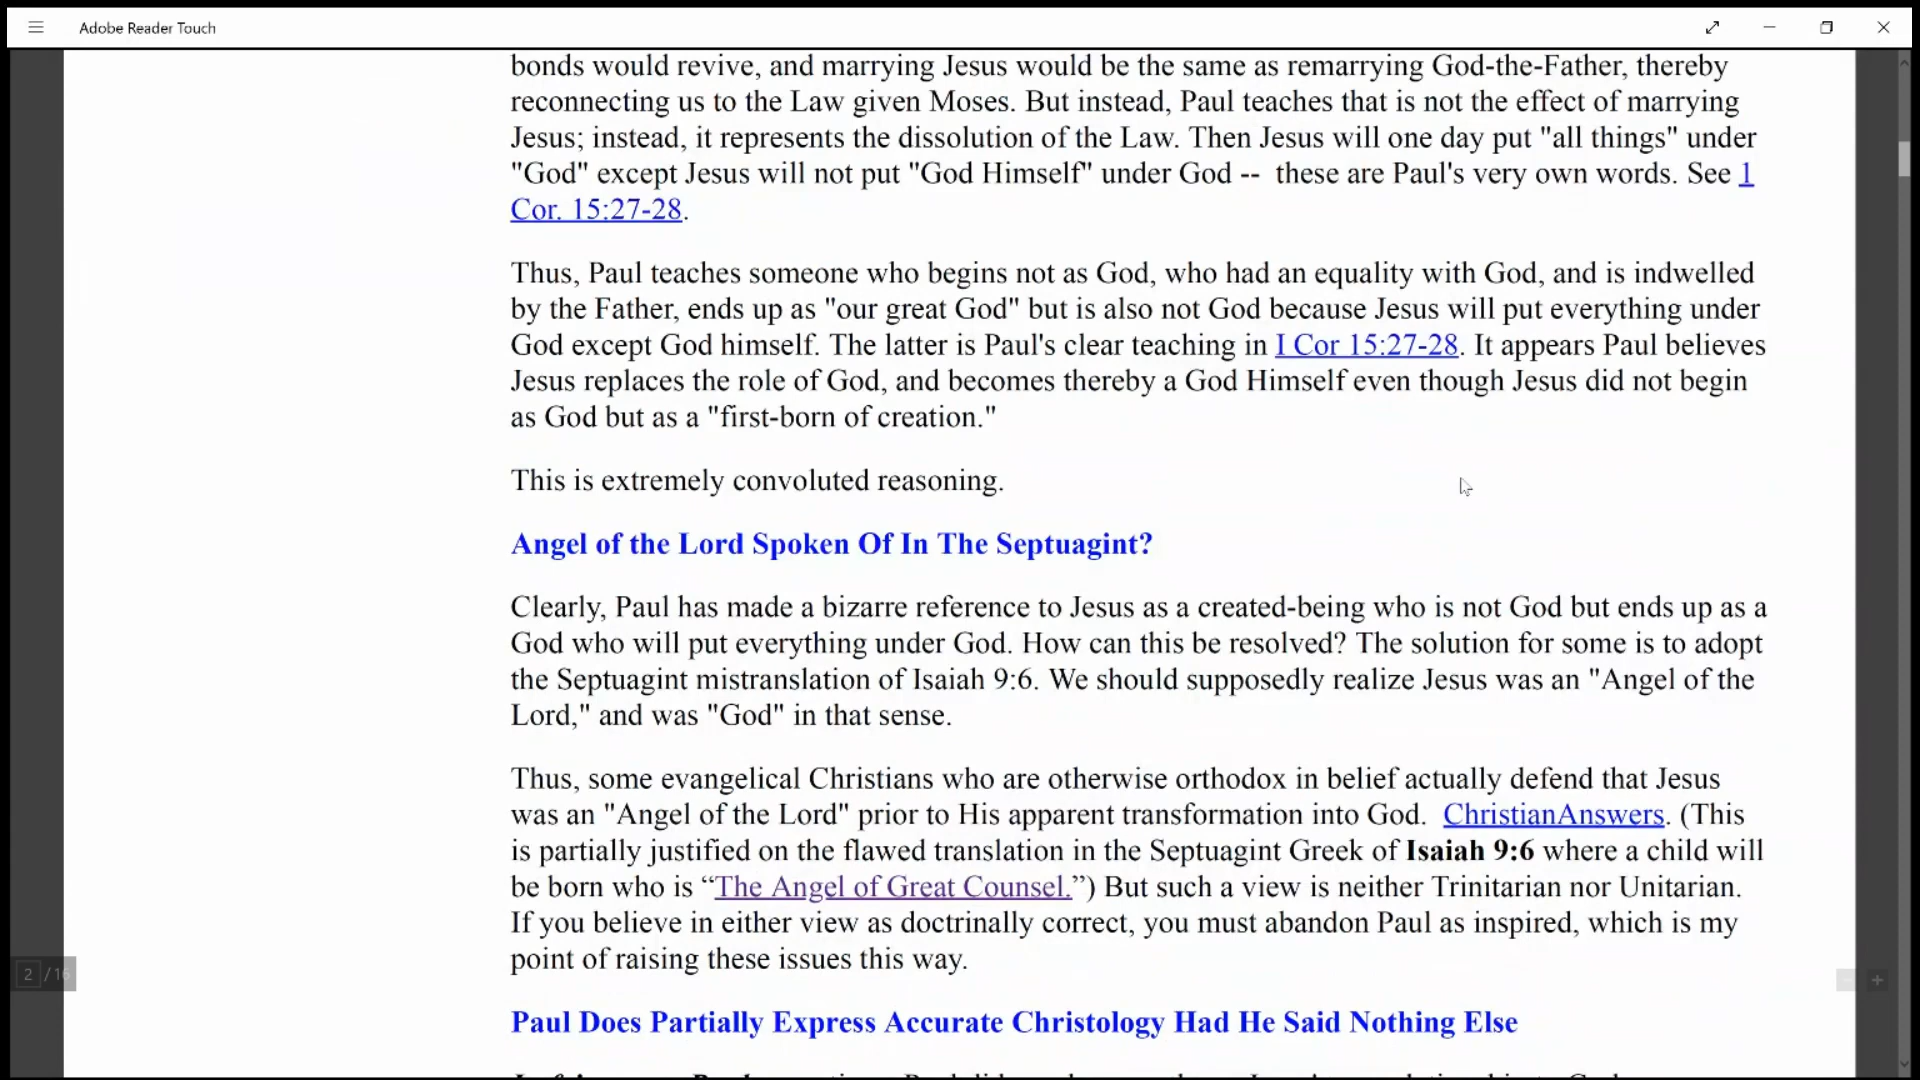 Adobe Reader Touch
bonds would revive, and marrying Jesus would be the same as remarrying God-the-Father, thereby
reconnecting us to the Law given Moses. But instead, Paul teaches that is not the effect of marrying
Jesus; instead, it represents the dissolution of the Law. Then Jesus will one day put "all things" under
"God" except Jesus will not put "God Himself" under God -- these are Paul's very own words. See 1
Cor. 15:27-28.
Thus, Paul teaches someone who begins not as God, who had an equality with God, and is indwelled
by the Father, ends up as "our great God" but is also not God because Jesus will put everything under
God except God himself. The latter is Paul's clear teaching in I Cor 15:27-28. It appears Paul believes
Jesus replaces the role of God, and becomes thereby a God Himself even though Jesus did not begin
as God but as a "first-born of creation."
This is extremely convoluted reasoning.
Angel of the Lord Spoken Of In The Septuagint?
Clearly, Paul has made a bizarre reference to Jesus as a created-being who is not God but ends up as a
God who will put everything under God. How can this be resolved? The solution for some is to adopt
the Septuagint mistranslation of Isaiah 9:6. We should supposedly realize Jesus was an "Angel of the
Lord," and was "God" in that sense.
Thus, some evangelical Christians who are otherwise orthodox in belief actually defend that Jesus
was an "Angel of the Lord" prior to His apparent transformation into God. ChristianAnswers. (This
is partially justified on the flawed translation in the Septuagint Greek of Isaiah 9:6 where a child will
be born who is “The Angel of Great Counsel.”) But such a view is neither Trinitarian nor Unitarian.
If you believe in either view as doctrinally correct, you must abandon Paul as inspired, which is my
point of raising these issues this way.
2 / 16
Paul Does Partially Express Accurate Christology Had He Said Nothing Else